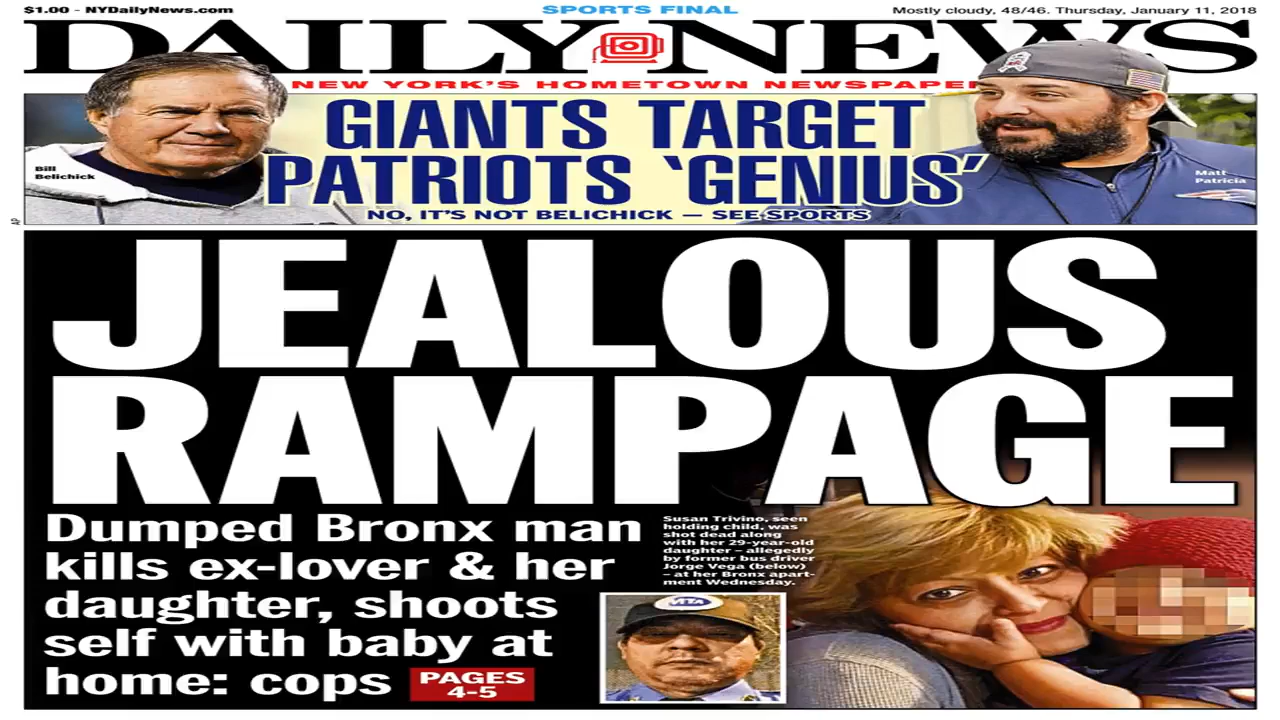 $1.00 - NYDailyNews.com
SPORTS FINAL
Mostly cloudy, 48/46. Thursday, January 11, 2018
DAILY NEWS
NEW YORK'S HOMETOWN NEWSPAPER
GIANTS TARGET
PATRIOTS ‘GENIUS’
NO, IT'S NOT BELICHICK — SEE SPORTS
Bill
Belichick
Matt
Patricia
AP
JEALOUS
RAMPAGE
Dumped Bronx man
kills ex-lover & her
daughter, shoots
self with baby at
home: cops
PAGES
4-5
Susan Trivino, seen
holding child, was
shot dead along
with her 29-year-old
daughter – allegedly
by former bus driver
Jorge Vega (below)
– at her Bronx apart-
ment Wednesday.
MTA